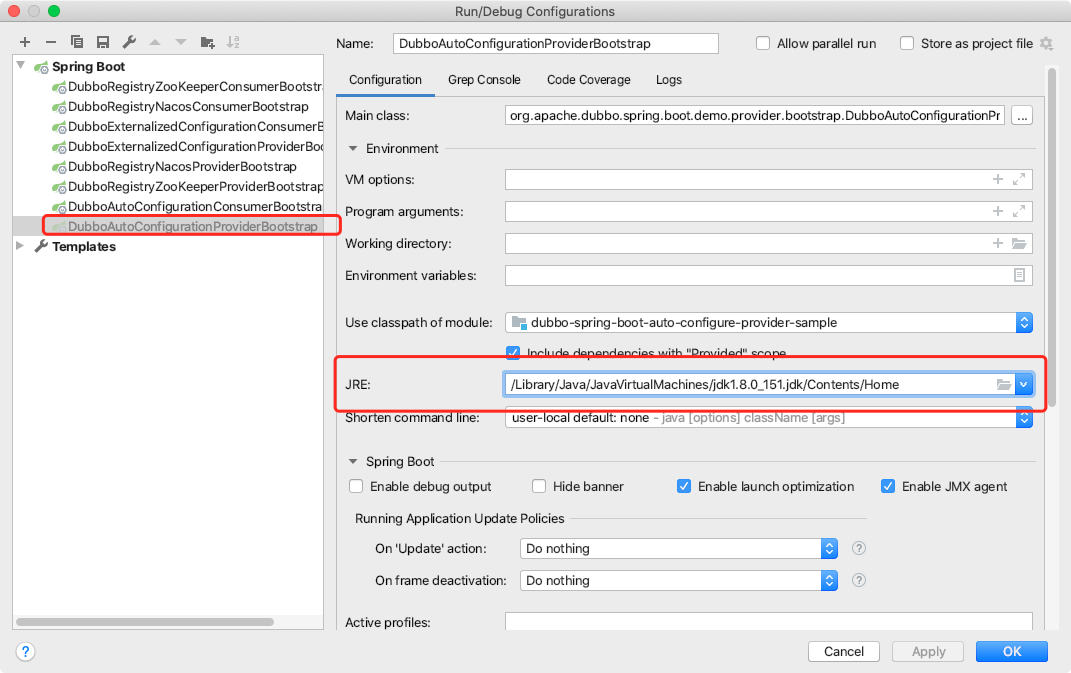 Run/Debug Configurations
Name: DubboAutoConfigurationProviderBootstrap Allow parallel run Store as project file
Spring Boot
DubboRegistryZooKeeperConsumerBootstra
DubboRegistryNacosConsumerBootstrap
DubboExternalizedConfigurationConsumerB
DubboExternalizedConfigurationProviderBoo
DubboRegistryNacosProviderBootstrap
DubboRegistryZooKeeperProviderBootstrap
DubboAutoConfigurationConsumerBootstra
DubboAutoConfigurationProviderBootstrap
Templates
Configuration Grep Console Code Coverage Logs
Main class: org.apache.dubbo.spring.boot.demo.provider.bootstrap.DubboAutoConfigurationPr ...
Environment
VM options:
Program arguments:
Working directory:
Environment variables:
Use classpath of module: dubbo-spring-boot-auto-configure-provider-sample
Include dependencies with "Provided" scope
JRE: /Library/Java/JavaVirtualMachines/jdk1.8.0_151.jdk/Contents/Home
Shorten command line: user-local default: none - java [options] className [args]
Spring Boot
Enable debug output Hide banner Enable launch optimization Enable JMX agent
Running Application Update Policies
On 'Update' action: Do nothing ?
On frame deactivation: Do nothing ?
Active profiles:
? Cancel Apply OK